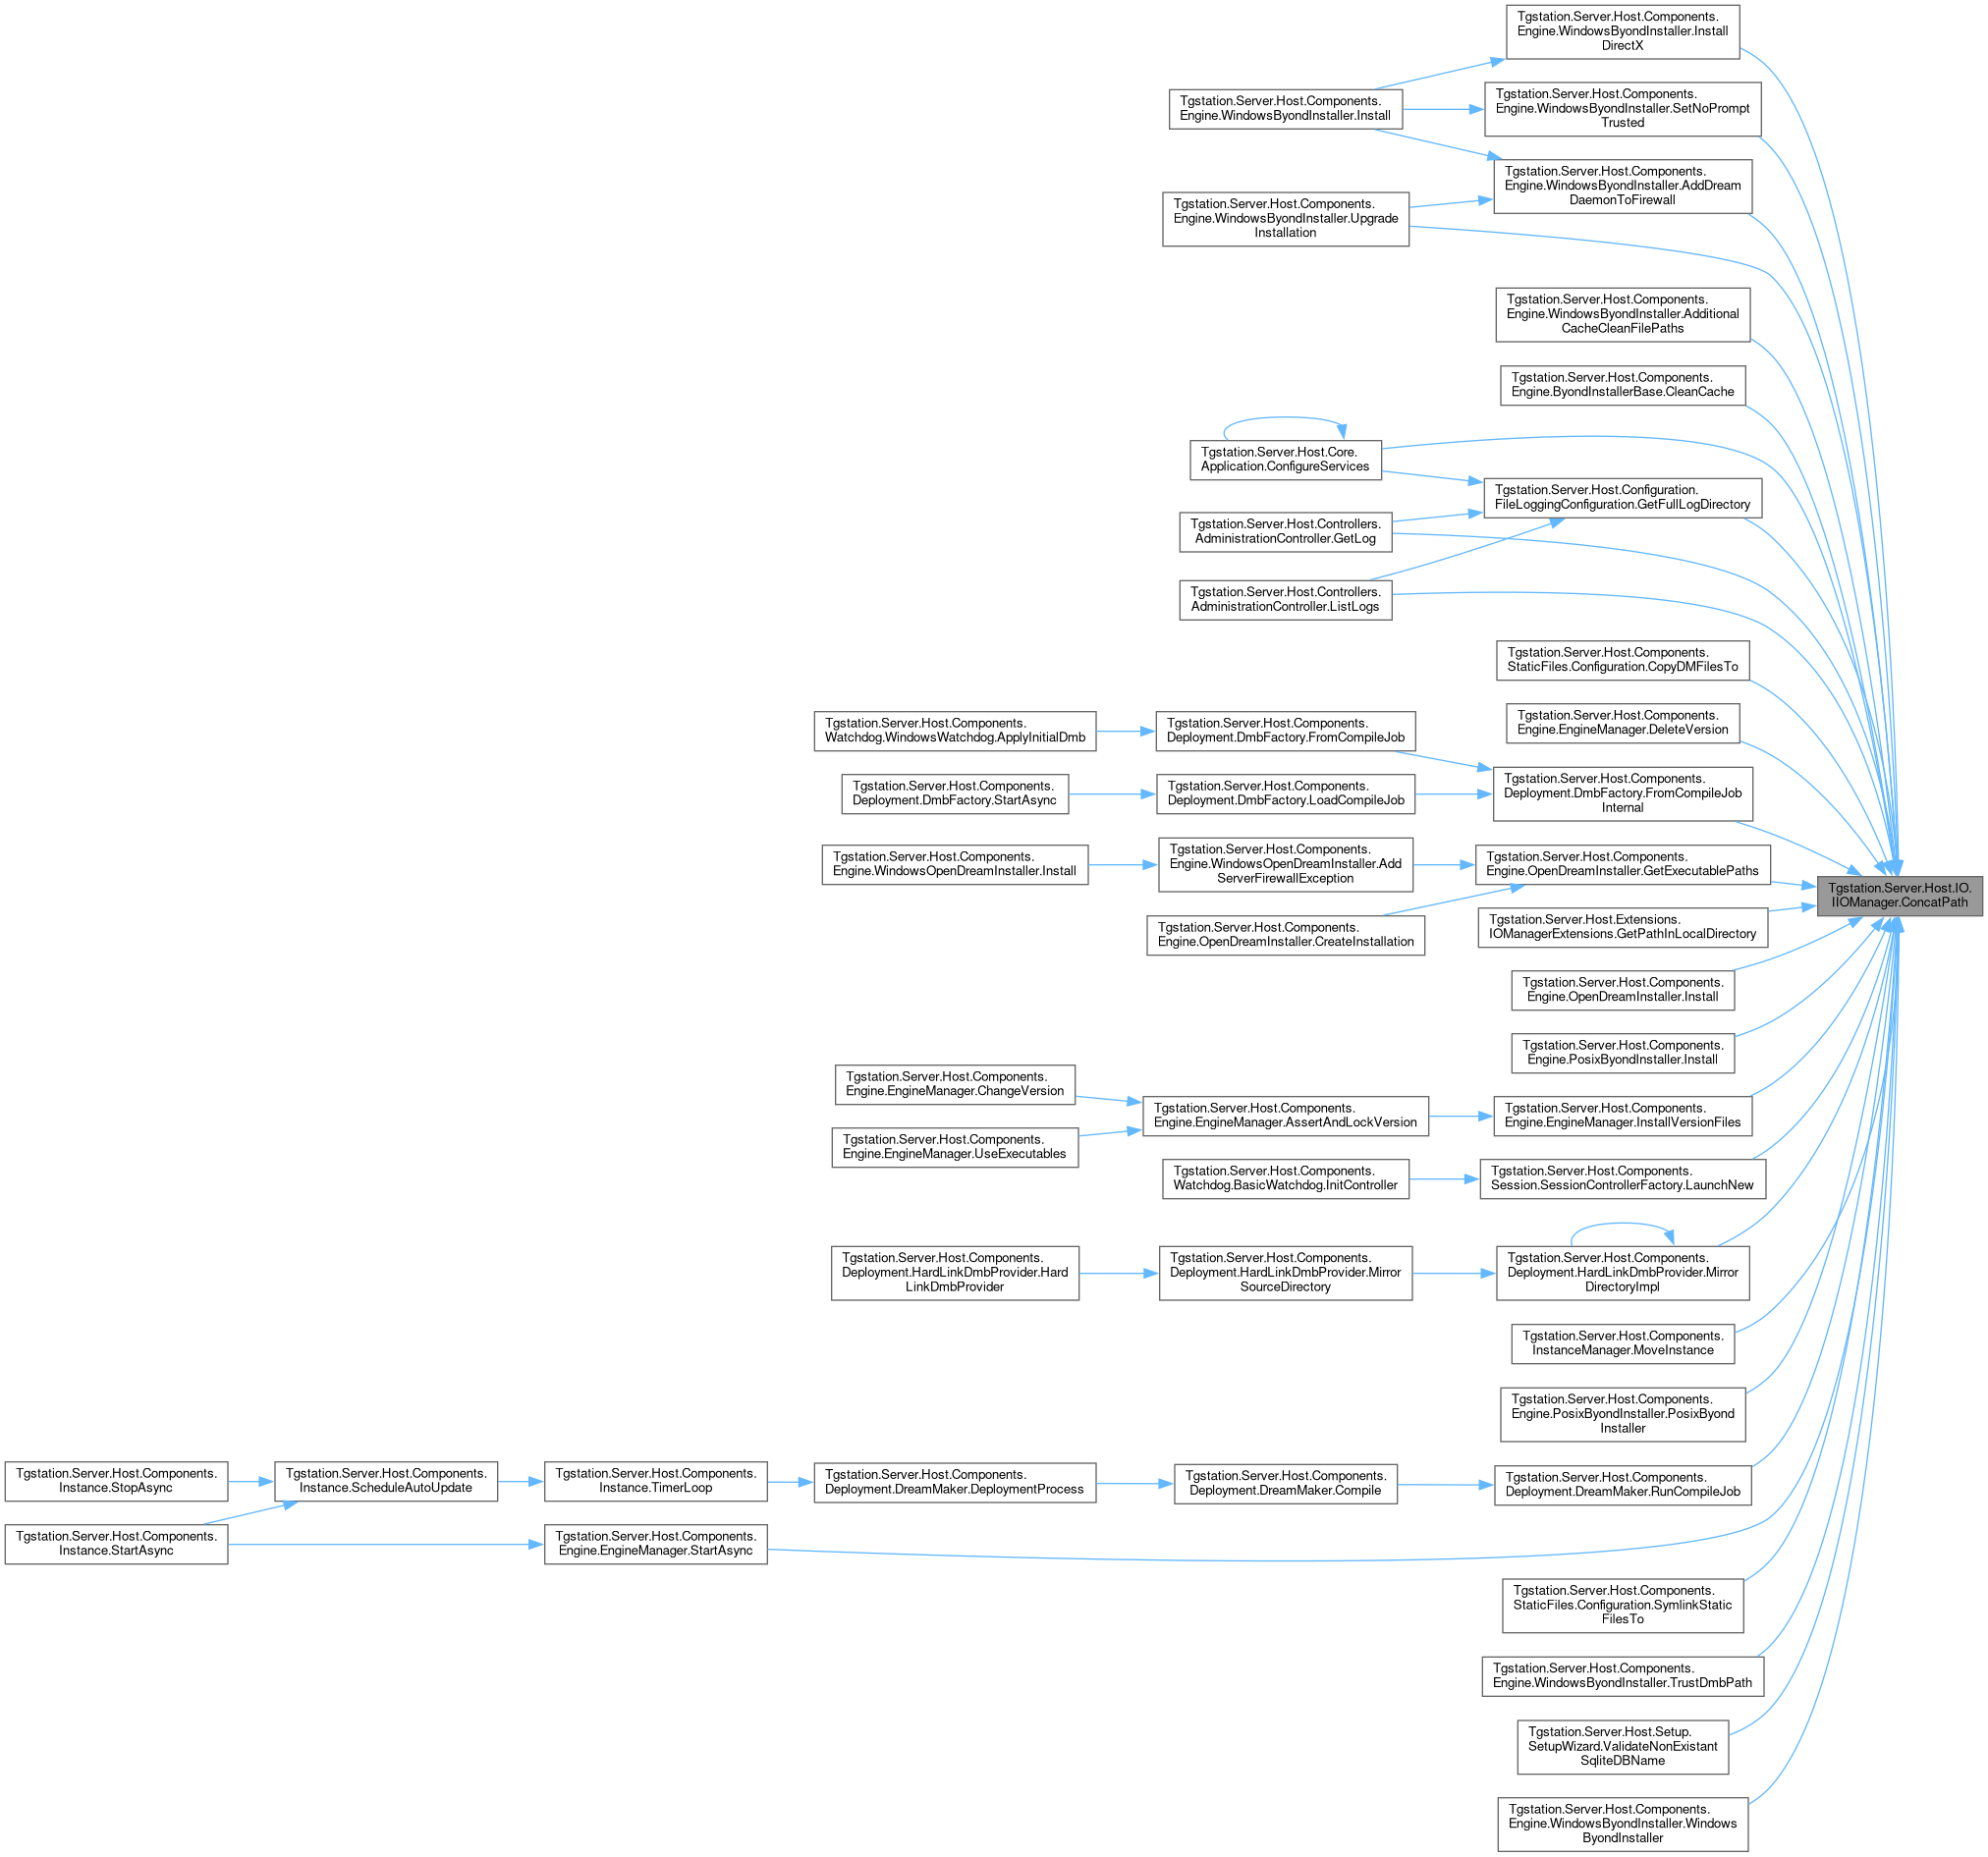 Tgstation.Server.Host.Components.
Engine.WindowsByondInstaller.Install
DirectX
Tgstation.Server.Host.Components.
Engine.WindowsByondInstaller.Install
Tgstation.Server.Host.Components.
Engine.WindowsByondInstaller.SetNoPrompt
Trusted
Tgstation.Server.Host.Components.
Engine.WindowsByondInstaller.AddDream
DaemonToFirewall
Tgstation.Server.Host.Components.
Engine.WindowsByondInstaller.Upgrade
Installation
Tgstation.Server.Host.Components.
Engine.WindowsByondInstaller.Additional
CacheCleanFilePaths
Tgstation.Server.Host.Components.
Engine.ByondInstallerBase.CleanCache
Tgstation.Server.Host.Core.
Application.ConfigureServices
Tgstation.Server.Host.Configuration.
FileLoggingConfiguration.GetFullLogDirectory
Tgstation.Server.Host.Controllers.
AdministrationController.GetLog
Tgstation.Server.Host.Controllers.
AdministrationController.ListLogs
Tgstation.Server.Host.Components.
StaticFiles.Configuration.CopyDMFilesTo
Tgstation.Server.Host.Components.
Watchdog.WindowsWatchdog.ApplyInitialDmb
Tgstation.Server.Host.Components.
Deployment.DmbFactory.FromCompileJob
Tgstation.Server.Host.Components.
Engine.EngineManager.DeleteVersion
Tgstation.Server.Host.Components.
Deployment.DmbFactory.StartAsync
Tgstation.Server.Host.Components.
Deployment.DmbFactory.LoadCompileJob
Tgstation.Server.Host.Components.
Deployment.DmbFactory.FromCompileJob
Internal
Tgstation.Server.Host.Components.
Engine.WindowsOpenDreamInstaller.Install
Tgstation.Server.Host.Components.
Engine.WindowsOpenDreamInstaller.Add
ServerFirewallException
Tgstation.Server.Host.Components.
Engine.OpenDreamInstaller.GetExecutablePaths
Tgstation.Server.Host.IO.
IIOManager.ConcatPath
Tgstation.Server.Host.Components.
Engine.OpenDreamInstaller.CreateInstallation
Tgstation.Server.Host.Extensions.
IOManagerExtensions.GetPathInLocalDirectory
Tgstation.Server.Host.Components.
Engine.OpenDreamInstaller.Install
Tgstation.Server.Host.Components.
Engine.PosixByondInstaller.Install
Tgstation.Server.Host.Components.
Engine.EngineManager.ChangeVersion
Tgstation.Server.Host.Components.
Engine.EngineManager.AssertAndLockVersion
Tgstation.Server.Host.Components.
Engine.EngineManager.InstallVersionFiles
Tgstation.Server.Host.Components.
Engine.EngineManager.UseExecutables
Tgstation.Server.Host.Components.
Watchdog.BasicWatchdog.InitController
Tgstation.Server.Host.Components.
Session.SessionControllerFactory.LaunchNew
Tgstation.Server.Host.Components.
Deployment.HardLinkDmbProvider.Hard
LinkDmbProvider
Tgstation.Server.Host.Components.
Deployment.HardLinkDmbProvider.Mirror
SourceDirectory
Tgstation.Server.Host.Components.
Deployment.HardLinkDmbProvider.Mirror
DirectoryImpl
Tgstation.Server.Host.Components.
InstanceManager.MoveInstance
Tgstation.Server.Host.Components.
Engine.PosixByondInstaller.PosixByond
Installer
Tgstation.Server.Host.Components.
Instance.StopAsync
Tgstation.Server.Host.Components.
Instance.ScheduleAutoUpdate
Tgstation.Server.Host.Components.
Instance.TimerLoop
Tgstation.Server.Host.Components.
Deployment.DreamMaker.DeploymentProcess
Tgstation.Server.Host.Components.
Deployment.DreamMaker.Compile
Tgstation.Server.Host.Components.
Deployment.DreamMaker.RunCompileJob
Tgstation.Server.Host.Components.
Instance.StartAsync
Tgstation.Server.Host.Components.
Engine.EngineManager.StartAsync
Tgstation.Server.Host.Components.
StaticFiles.Configuration.SymlinkStatic
FilesTo
Tgstation.Server.Host.Components.
Engine.WindowsByondInstaller.TrustDmbPath
Tgstation.Server.Host.Setup.
SetupWizard.ValidateNonExistant
SqliteDBName
Tgstation.Server.Host.Components.
Engine.WindowsByondInstaller.Windows
ByondInstaller